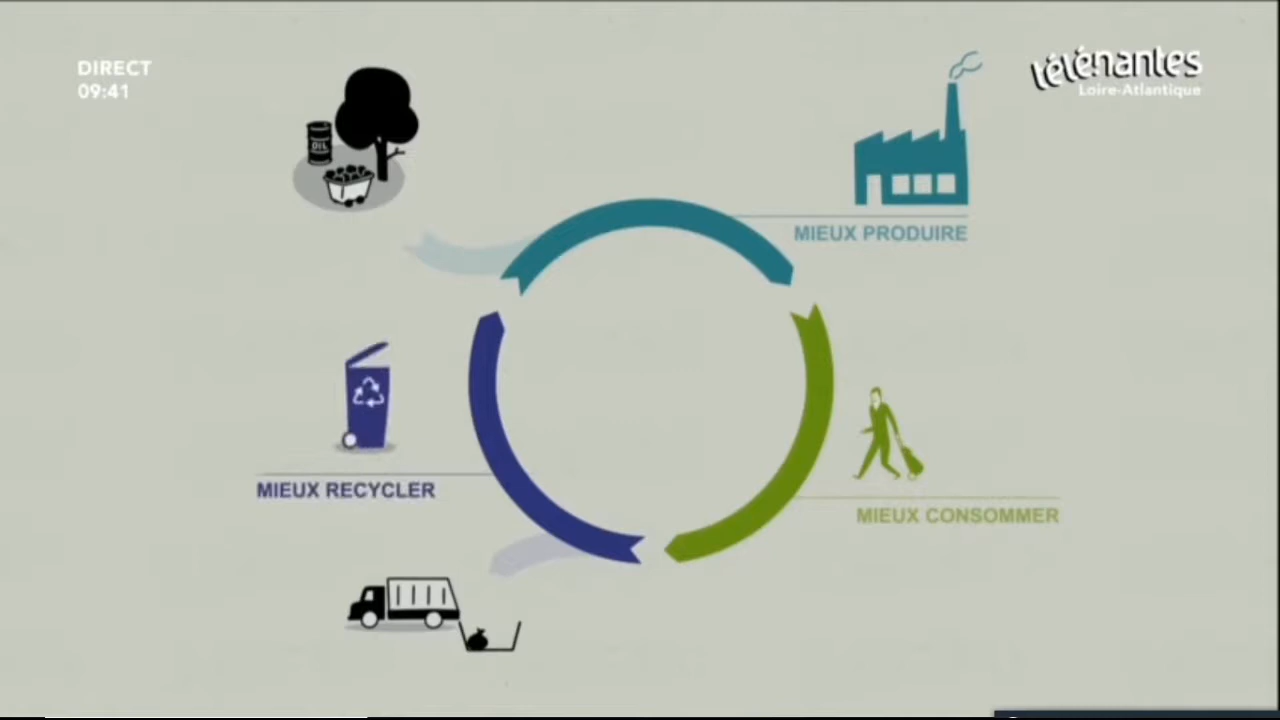 DIRECT
09:41
télénantes
Loire-Atlantique
OIL
MIEUX PRODUIRE
MIEUX RECYCLER
MIEUX CONSOMMER